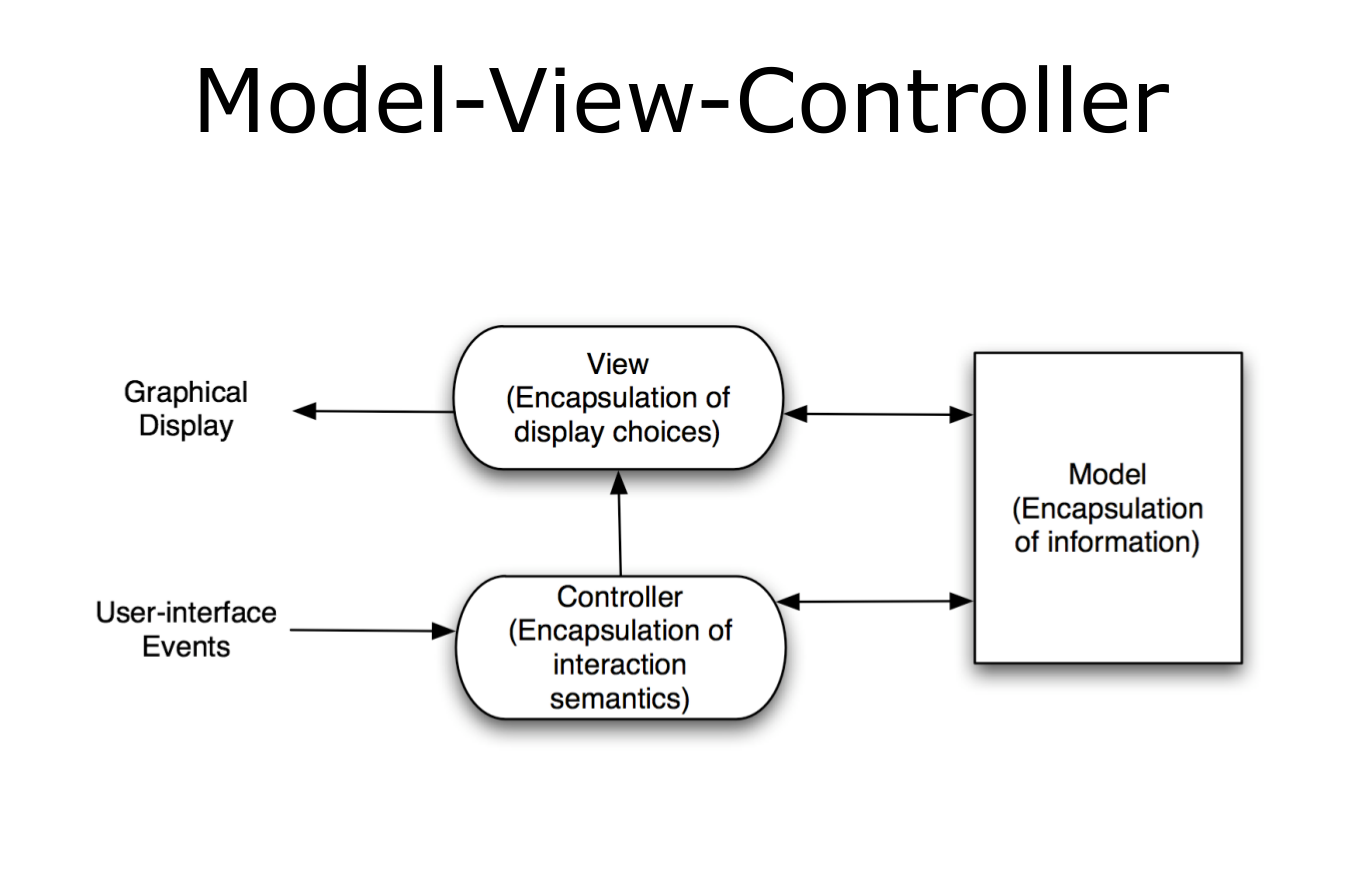 Model-View-Controller
View
(Encapsulation of
display choices)
Graphical
Display
Model
(Encapsulation
of information)
Controller
(Encapsulation of
interaction
semantics)
User-interface
Events